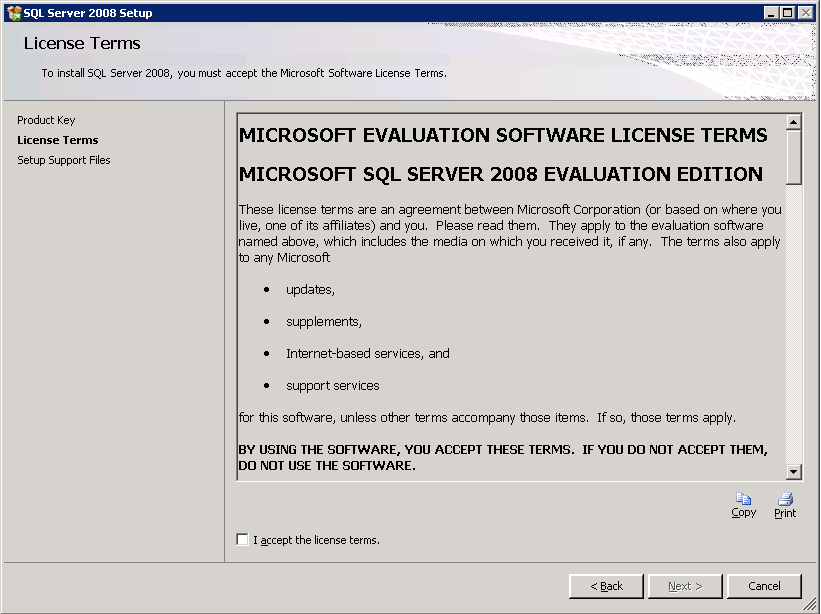 SQL Server 2008 Setup
License Terms
To install SQL Server 2008, you must accept the Microsoft Software License Terms.
Product Key
License Terms
Setup Support Files
MICROSOFT EVALUATION SOFTWARE LICENSE TERMS
MICROSOFT SQL SERVER 2008 EVALUATION EDITION
These license terms are an agreement between Microsoft Corporation (or based on where you
live, one of its affiliates) and you.  Please read them.  They apply to the evaluation software
named above, which includes the media on which you received it, if any.  The terms also apply
to any Microsoft
• updates,
• supplements,
• Internet-based services, and
• support services
for this software, unless other terms accompany those items.  If so, those terms apply.
BY USING THE SOFTWARE, YOU ACCEPT THESE TERMS.  IF YOU DO NOT ACCEPT THEM,
DO NOT USE THE SOFTWARE.
Copy
Print
I accept the license terms.
< Back
Next >
Cancel